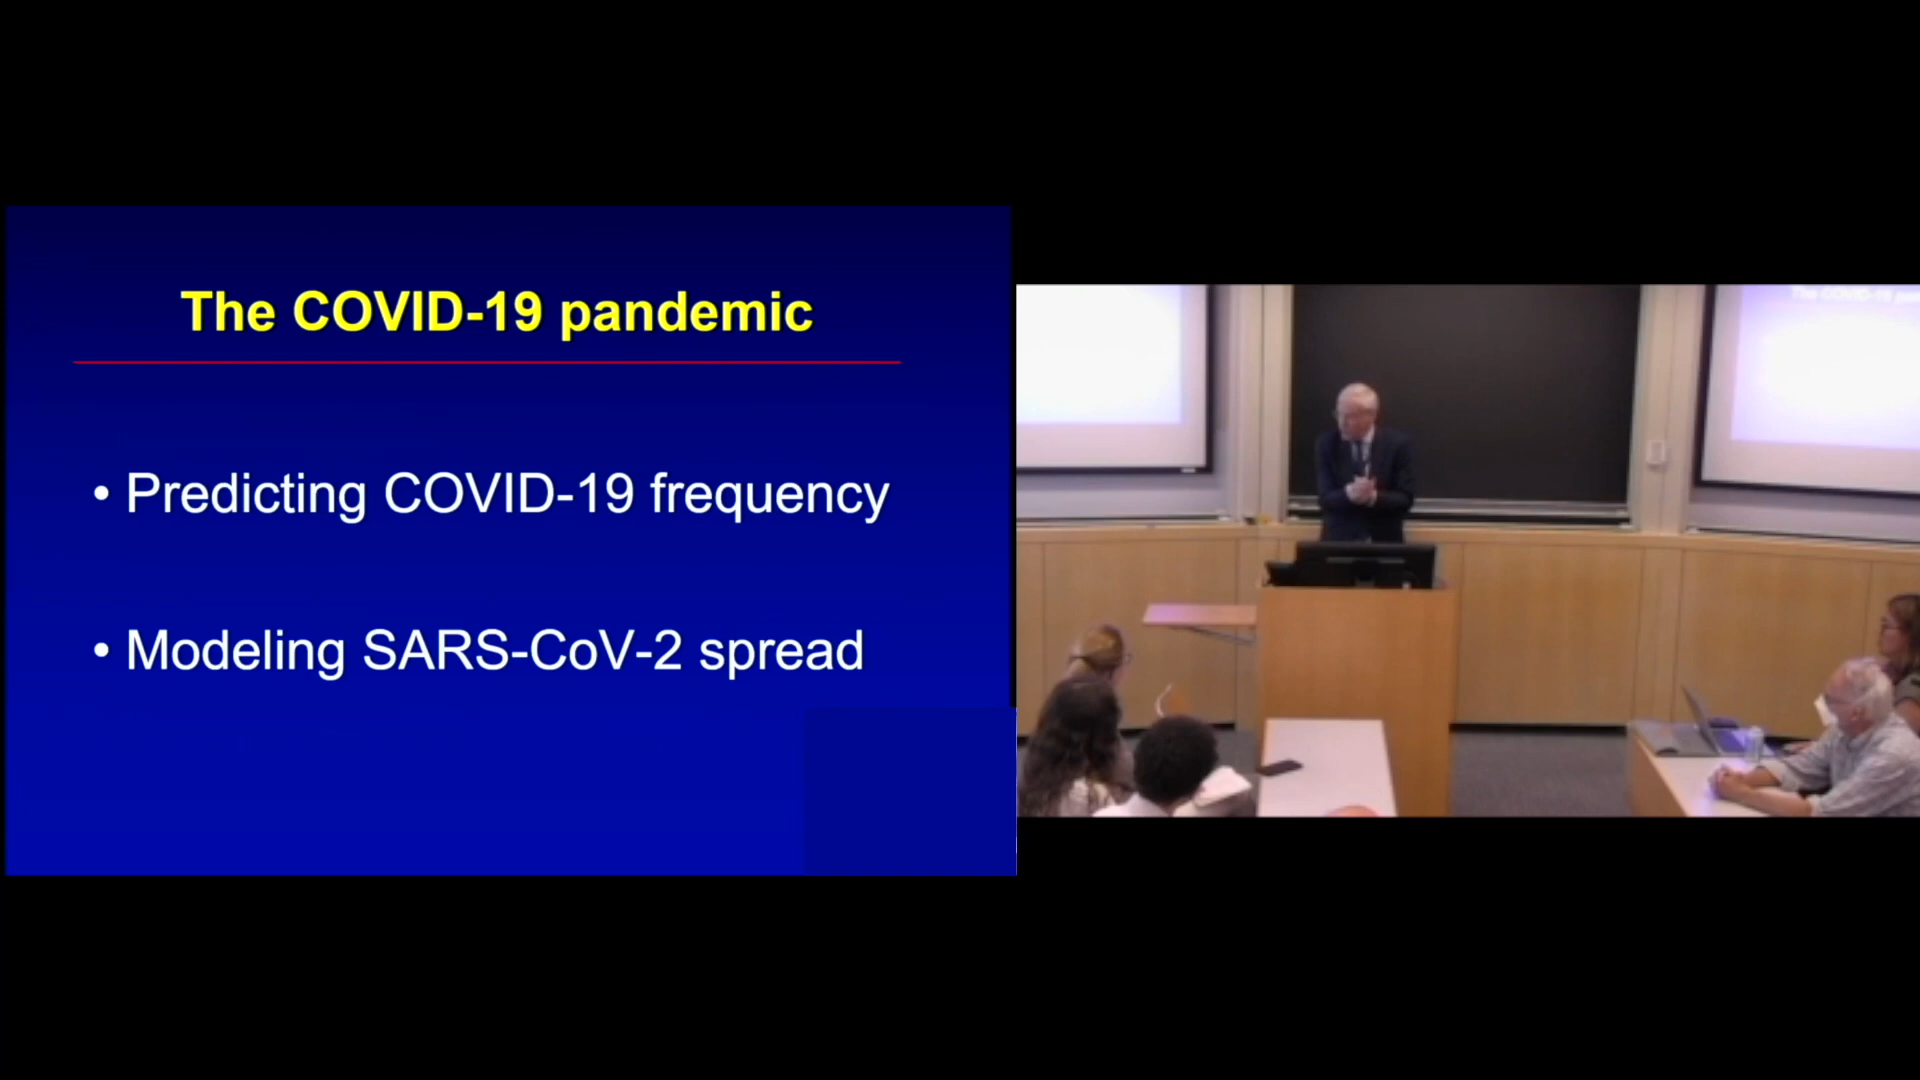 The COVID-19 pandemic
• Predicting COVID-19 frequency
• Modeling SARS-CoV-2 spread